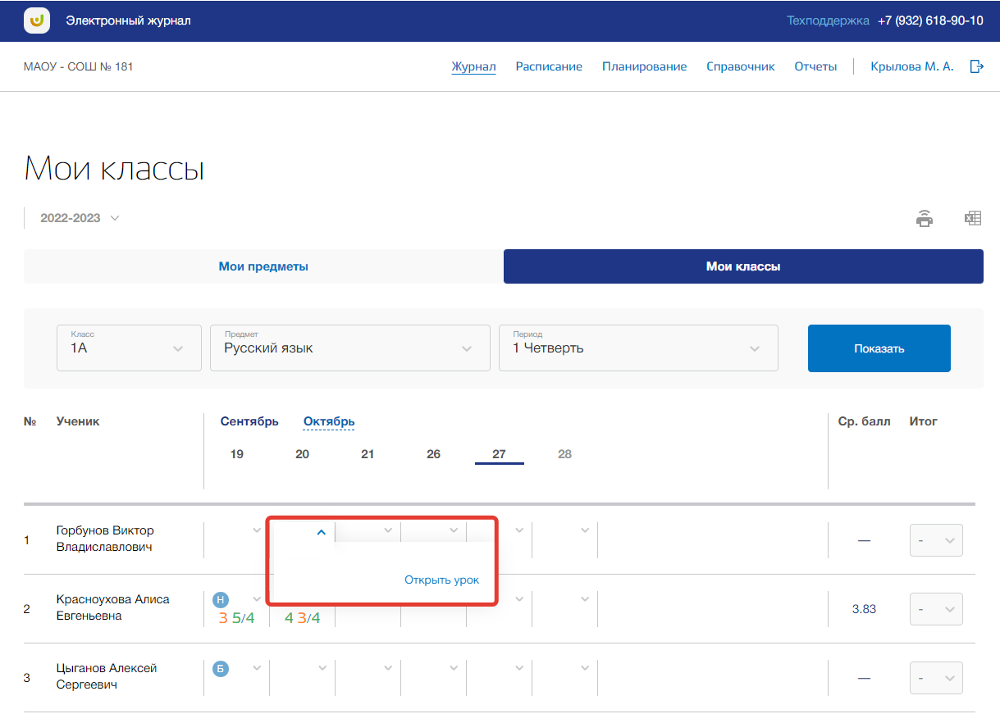 Электронный журнал
Техподдержка +7 (932) 618-90-10
МАОУ - СОШ № 181
Журнал Расписание Планирование Справочник Отчеты Крылова М. А.
Мои классы
2022-2023
Мои предметы
Мои классы
Класс
1А
Предмет
Русский язык
Период
1 Четверть
Показать
№ Ученик Сентябрь Октябрь Ср. балл Итог
19 20 21 26 27 28
1 Горбунов Виктор
Владиславлович
— -
Открыть урок
2 Красноухова Алиса
Евгеньевна
Н
3 5/4 4 3/4
3.83 -
3 Цыганов Алексей
Сергеевич
Б
— -